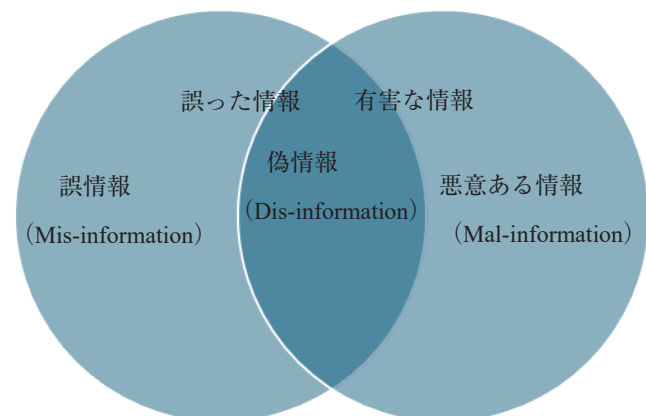 誤った情報
有害な情報
誤情報
（Mis-information）
偽情報
（Dis-information）
悪意ある情報
（Mal-information）